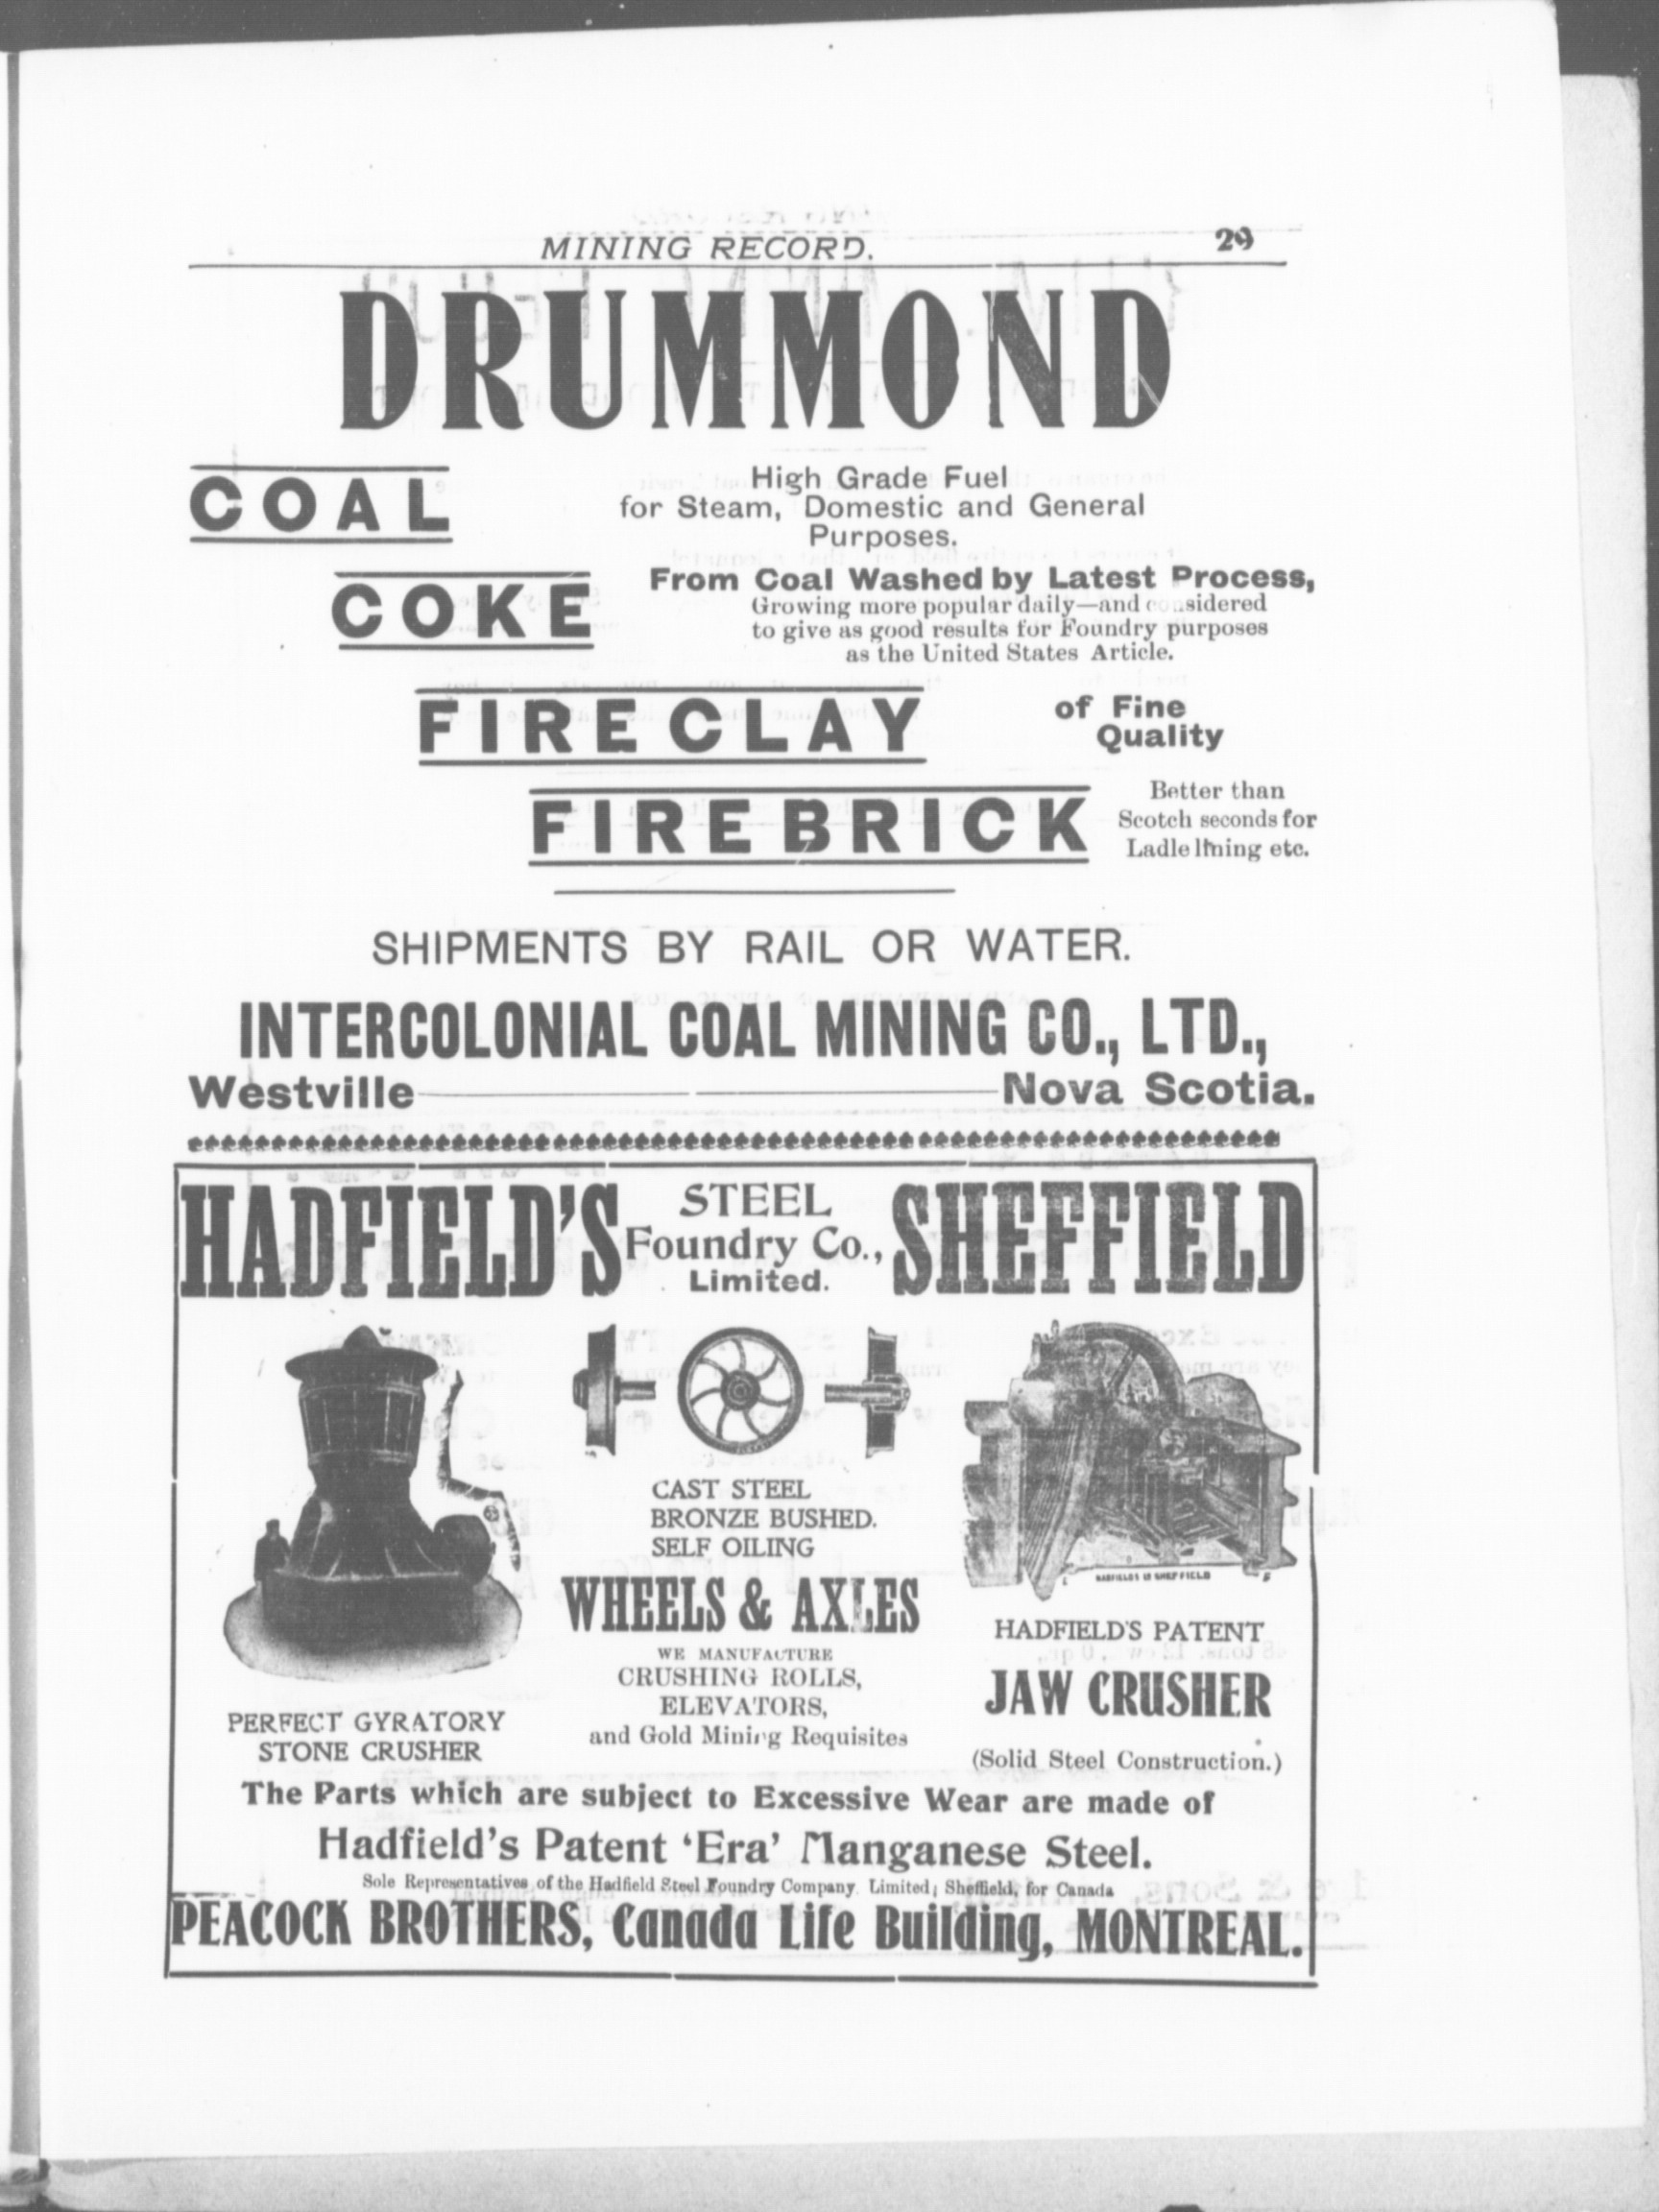 MINING RECORD. 29
DRUMMOND
COAL
High Grade Fuel
for Steam, Domestic and General
Purposes.
COKE
From Coal Washed by Latest Process,
Growing more popular daily—and considered
to give as good results for Foundry purposes
as the United States Article.
FIRECLAY
of Fine
Quality
FIREBRICK
Better than
Scotch seconds for
Ladle lining etc.
SHIPMENTS BY RAIL OR WATER.
INTERCOLONIAL COAL MINING CO., LTD.,
Westville Nova Scotia.
HADFIELD'S STEEL
Foundry Co.,
Limited.
SHEFFIELD
CAST STEEL
BRONZE BUSHED.
SELF OILING
WHEELS & AXLES
WE MANUFACTURE
CRUSHING ROLLS,
ELEVATORS,
and Gold Mining Requisites
PERFECT GYRATORY
STONE CRUSHER
HADFIELDS LD SHEFFIELD
HADFIELD'S PATENT
JAW CRUSHER
(Solid Steel Construction.)
The Parts which are subject to Excessive Wear are made of
Hadfield's Patent 'Era' Manganese Steel.
Sole Representatives of the Hadfield Steel Foundry Company. Limited, Sheffield, for Canada
PEACOCK BROTHERS, Canada Life Building, MONTREAL.